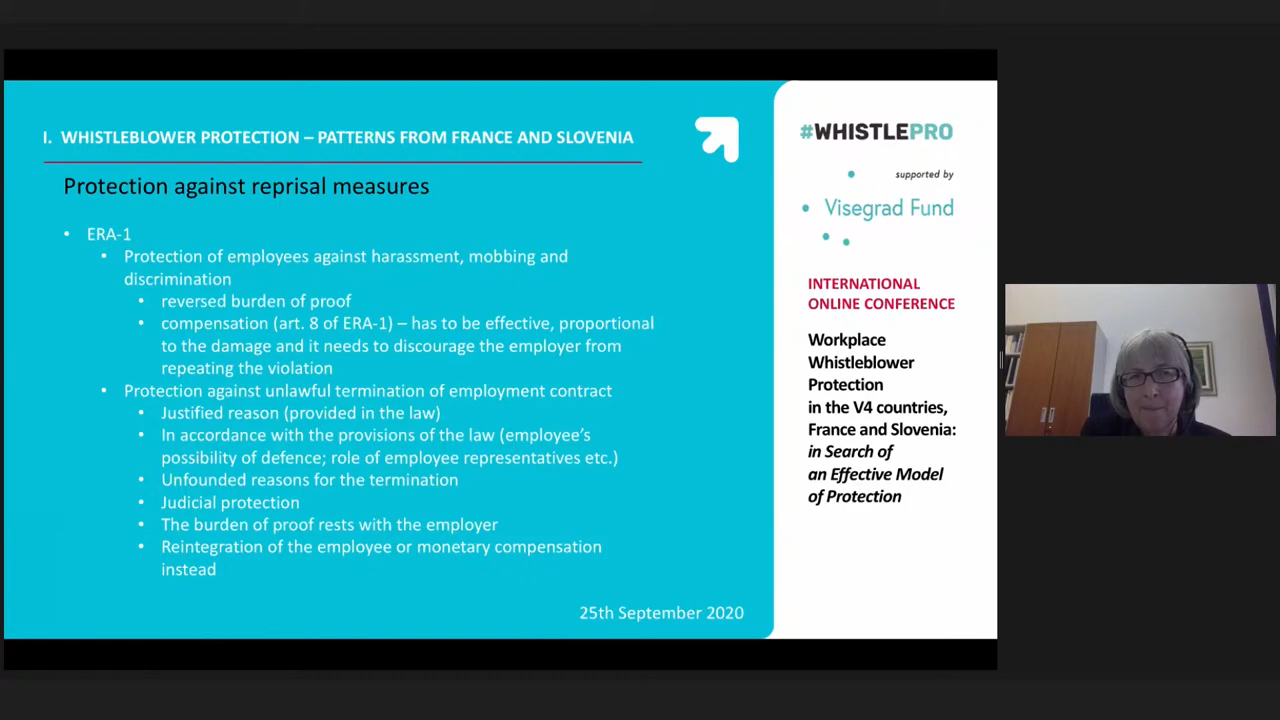 I. WHISTLEBLOWER PROTECTION – PATTERNS FROM FRANCE AND SLOVENIA
Protection against reprisal measures
• ERA-1
• Protection of employees against harassment, mobbing and
discrimination
• reversed burden of proof
• compensation (art. 8 of ERA-1) – has to be effective, proportional
to the damage and it needs to discourage the employer from
repeating the violation
• Protection against unlawful termination of employment contract
• Justified reason (provided in the law)
• In accordance with the provisions of the law (employee's
possibility of defence; role of employee representatives etc.)
• Unfounded reasons for the termination
• Judicial protection
• The burden of proof rests with the employer
• Reintegration of the employee or monetary compensation
instead
25th September 2020
#WHISTLEPRO
supported by
Visegrad Fund
INTERNATIONAL
ONLINE CONFERENCE
Workplace
Whistleblower
Protection
in the V4 countries,
France and Slovenia:
in Search of
an Effective Model
of Protection